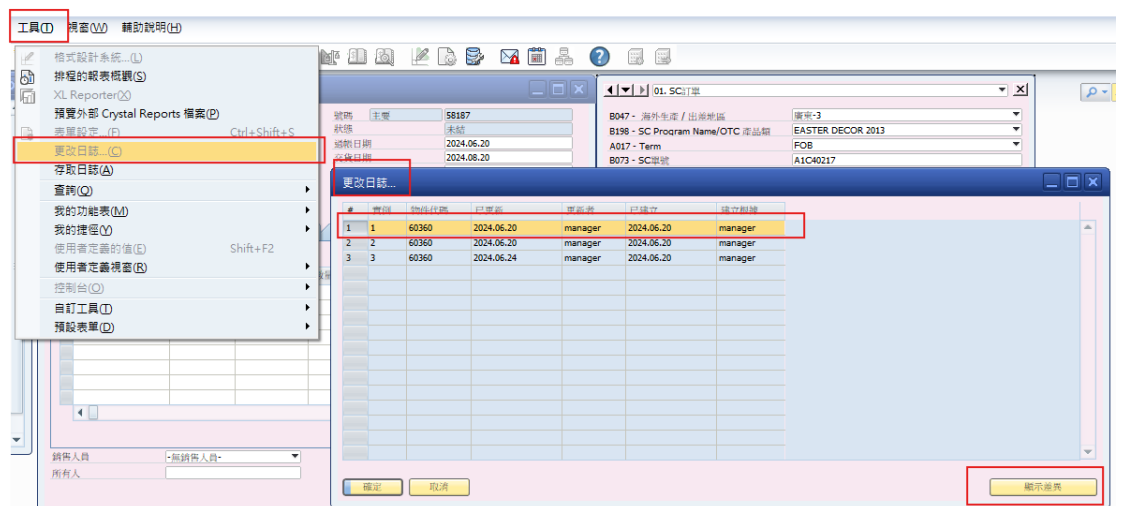 工具(T) 視窗(W) 輔助說明(H)
格式設計系統...(L)
排程的報表概觀(S)
XL Reporter(X)
預覽外部 Crystal Reports 檔案(P)
表單設定...(F) Ctrl+Shift+S
更改日誌...(C)
存取日誌(A)
查詢(Q)
我的功能表(M)
我的捷徑(Y)
使用者定義的值(E) Shift+F2
使用者定義視窗(R)
控制台(O)
自訂工具(T)
預設表單(D)
號碼 主要 58187
狀態 未結
過帳日期 2024.06.20
交貨日期 2024.08.20
01. SC訂單
B047 - 海外生產 / 出差地區 廣東-3
B198 - SC Program Name/OTC 產品類 EASTER DECOR 2013
A017 - Term FOB
B073 - SC單號 A1C40217
更改日誌...
# 實例 物件代碼 已更新 更新者 已建立 建立根據
1 1 60360 2024.06.20 manager 2024.06.20 manager
2 2 60360 2024.06.20 manager 2024.06.20 manager
3 3 60360 2024.06.24 manager 2024.06.20 manager
銷售人員 -無銷售人員-
所有人
確定 取消 顯示差異